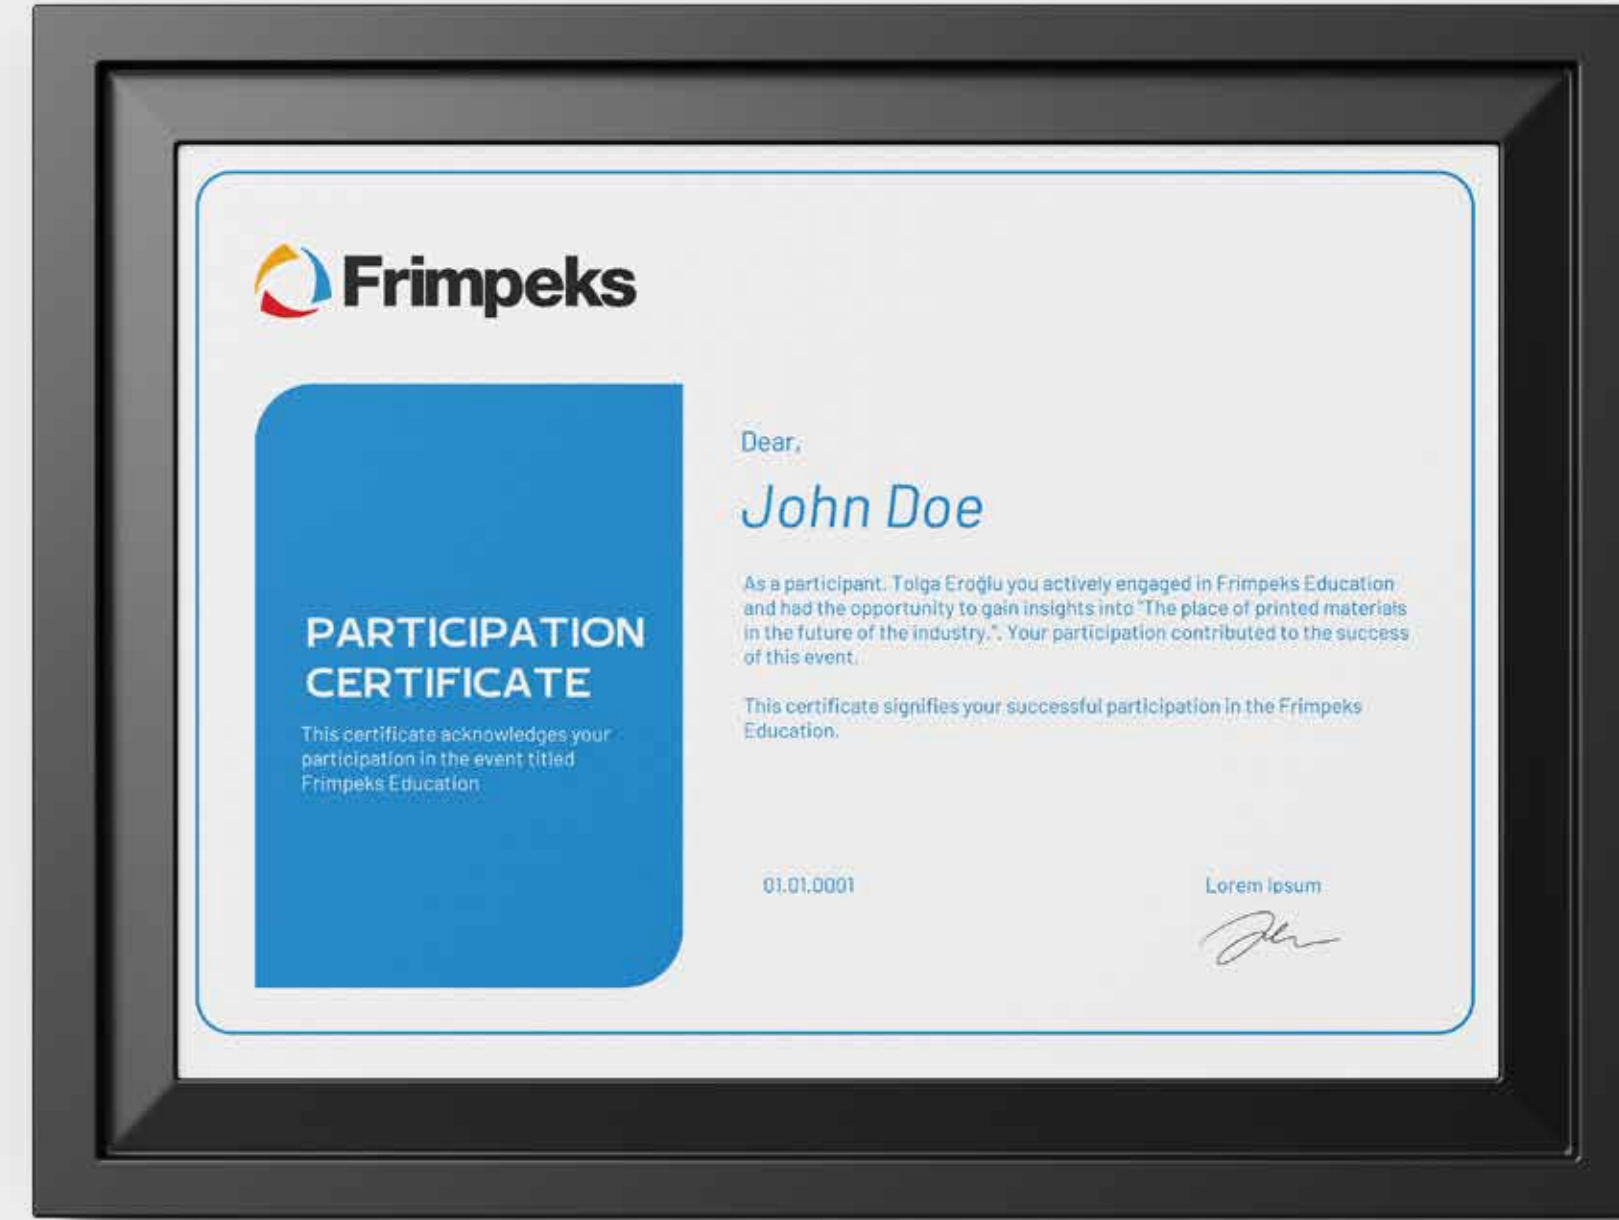 Frimpeks
PARTICIPATION
CERTIFICATE
This certificate acknowledges your
participation in the event titled
Frimpeks Education
Dear,
John Doe
As a participant. Tolga Eroğlu you actively engaged in Frimpeks Education
and had the opportunity to gain insights into "The place of printed materials
in the future of the industry.". Your participation contributed to the success
of this event.
This certificate signifies your successful participation in the Frimpeks
Education.
01.01.0001
Lorem Ipsum